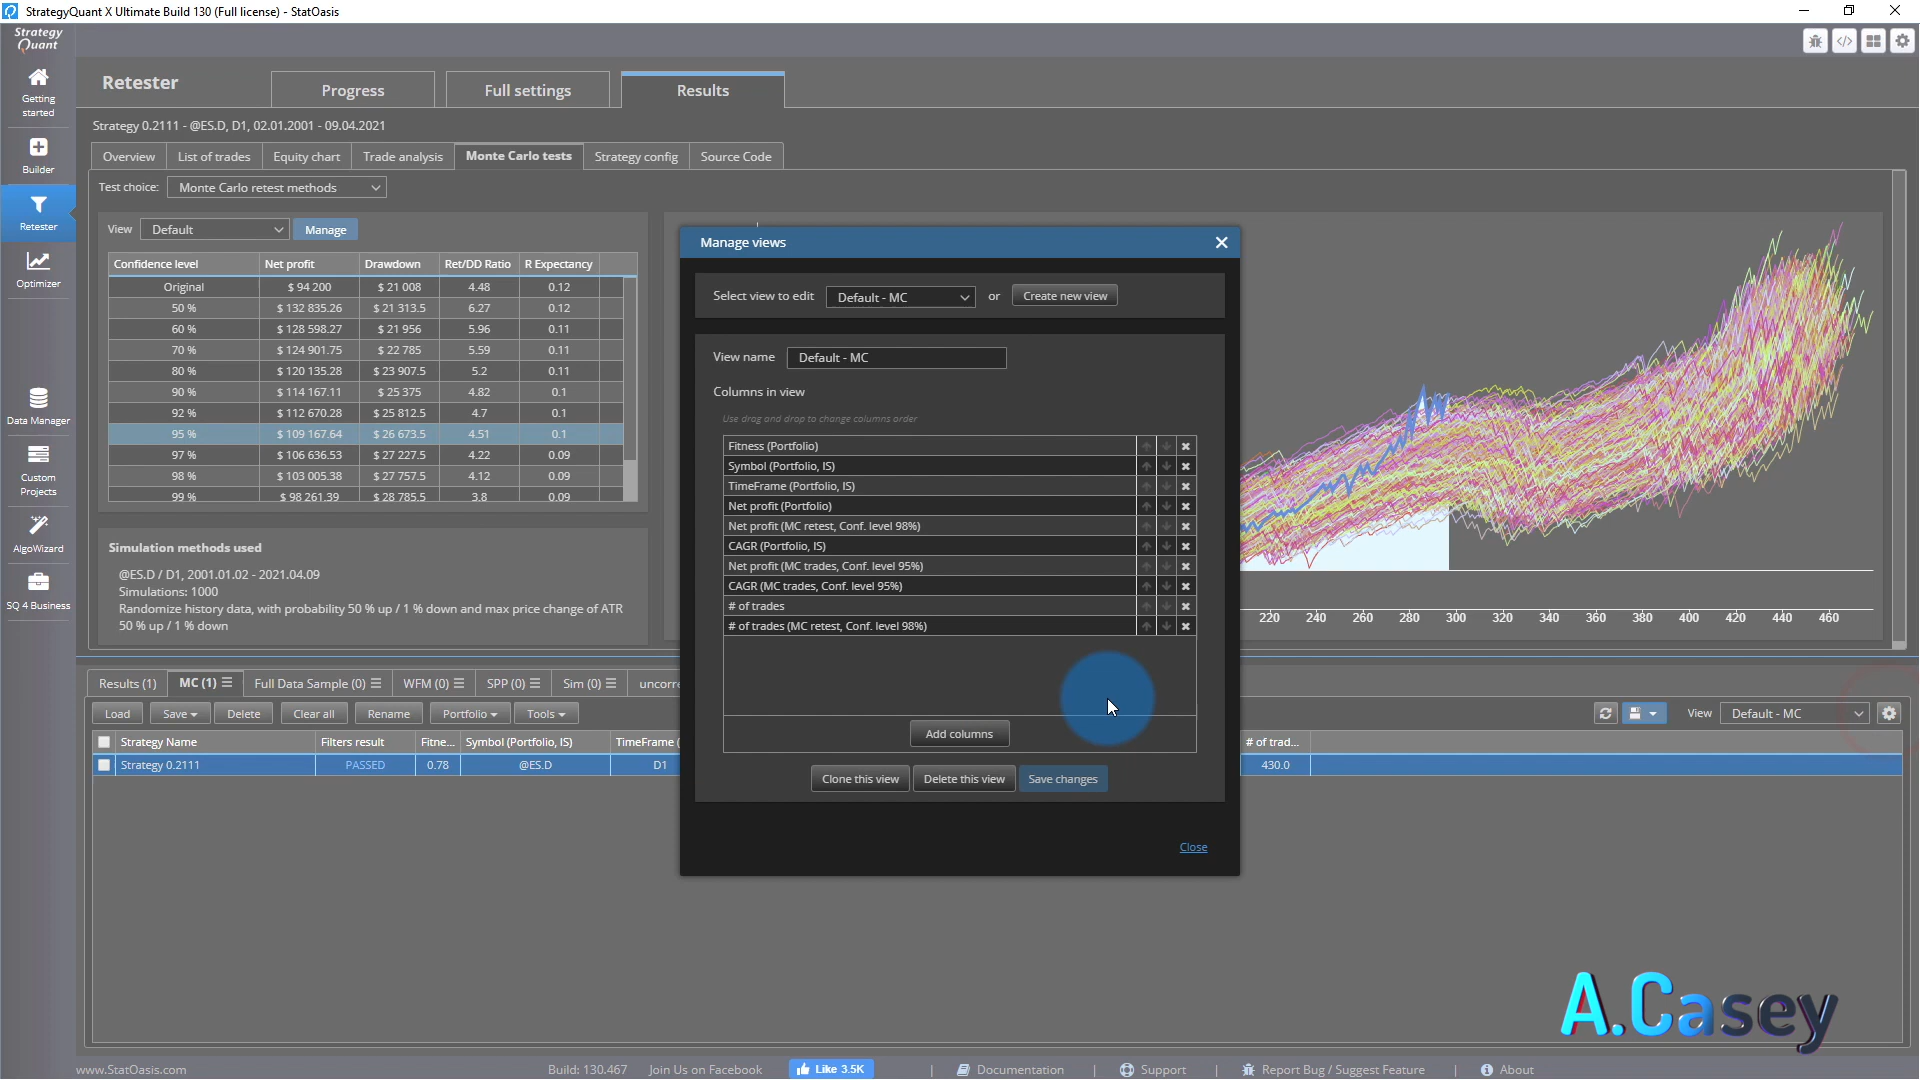 StrategyQuant X Ultimate Build 130 (Full license) - StatOasis
Strategy
Quant
Getting
started
Builder
Retester
Optimizer
Data Manager
Custom
Projects
AlgoWizard
SQ 4 Business
Retester
Progress
Full settings
Results
Strategy 0.2111 - @ES.D, D1, 02.01.2001 - 09.04.2021
Overview
List of trades
Equity chart
Trade analysis
Monte Carlo tests
Strategy config
Source Code
Test choice:
Monte Carlo retest methods
View
Default
Manage
Confidence level Net profit Drawdown Ret/DD Ratio R Expectancy
Original $ 94 200 $ 21 008 4.48 0.12
50 % $ 132 835.26 $ 21 313.5 6.27 0.12
60 % $ 128 598.27 $ 21 956 5.96 0.11
70 % $ 124 901.75 $ 22 785 5.59 0.11
80 % $ 120 135.28 $ 23 907.5 5.2 0.11
90 % $ 114 167.11 $ 25 375 4.82 0.1
92 % $ 112 670.28 $ 25 812.5 4.7 0.1
95 % $ 109 167.64 $ 26 673.5 4.51 0.1
97 % $ 106 636.53 $ 27 227.5 4.22 0.09
98 % $ 103 005.38 $ 27 757.5 4.12 0.09
99 % $ 98 261.39 $ 28 785.5 3.8 0.09
Simulation methods used
@ES.D / D1, 2001.01.02 - 2021.04.09
Simulations: 1000
Randomize history data, with probability 50 % up / 1 % down and max price change of ATR
50 % up / 1 % down
Manage views
Select view to edit
Default - MC
or
Create new view
View name
Default - MC
Columns in view
Use drag and drop to change columns order
Fitness (Portfolio)
Symbol (Portfolio, IS)
TimeFrame (Portfolio, IS)
Net profit (Portfolio)
Net profit (MC retest, Conf. level 98%)
CAGR (Portfolio, IS)
Net profit (MC trades, Conf. level 95%)
CAGR (MC trades, Conf. level 95%)
# of trades
# of trades (MC retest, Conf. level 98%)
Add columns
Clone this view
Delete this view
Save changes
Close
220 240 260 280 300 320 340 360 380 400 420 440 460
Results (1)
MC (1)
Full Data Sample (0)
WFM (0)
SPP (0)
Sim (0)
uncorre
Load
Save
Delete
Clear all
Rename
Portfolio
Tools
View
Default - MC
Strategy Name Filters result Fitne... Symbol (Portfolio, IS) TimeFrame ( # of trad...
Strategy 0.2111 PASSED 0.78 @ES.D D1 430.0
A.Casey
www.StatOasis.com
Build: 130.467
Join Us on Facebook
Like 3.5K
Documentation
Support
Report Bug / Suggest Feature
About